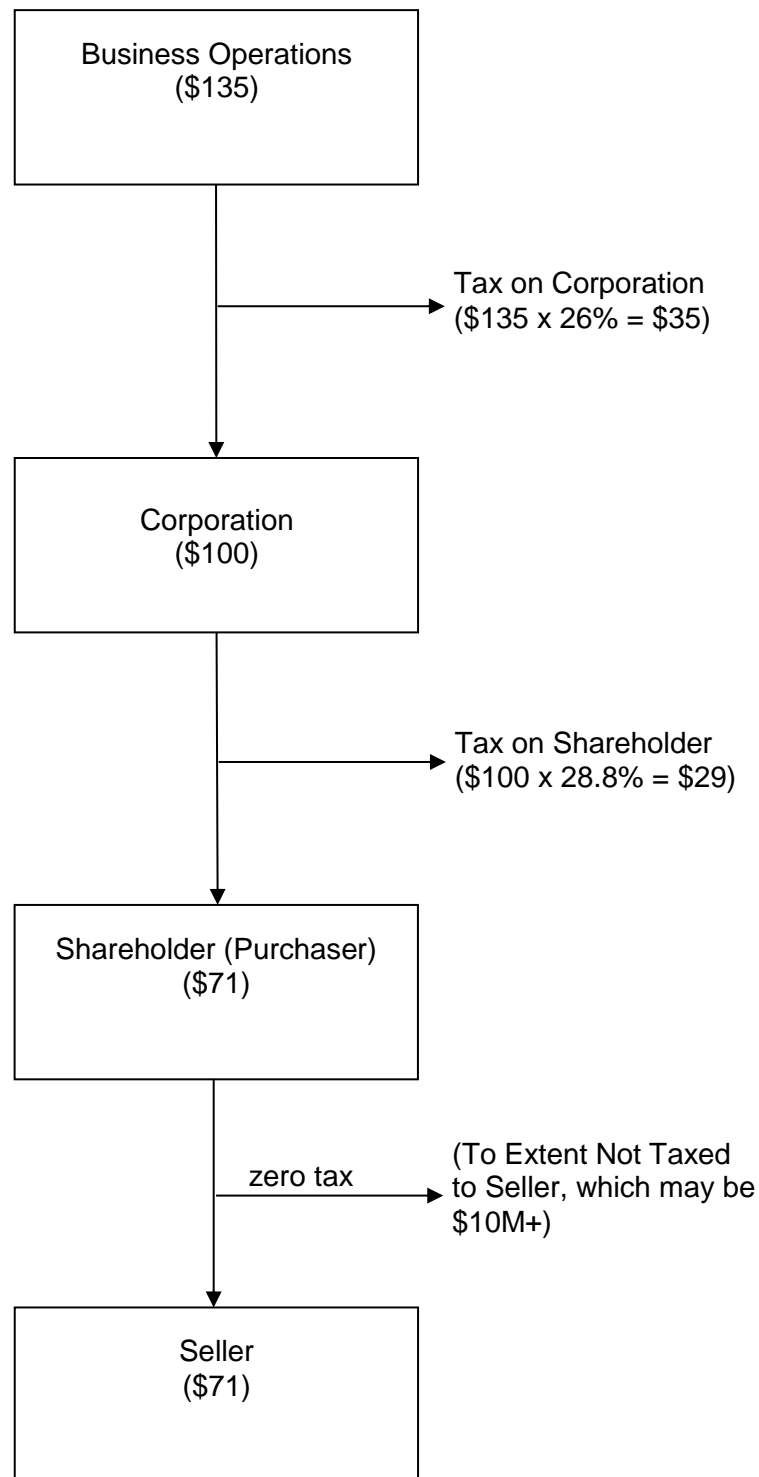 Business Operations
($135)
Tax on Corporation
($135 x 26% = $35)
Corporation
($100)
Tax on Shareholder
($100 x 28.8% = $29)
Shareholder (Purchaser)
($71)
zero tax
(To Extent Not Taxed
to Seller, which may be
$10M+)
Seller
($71)